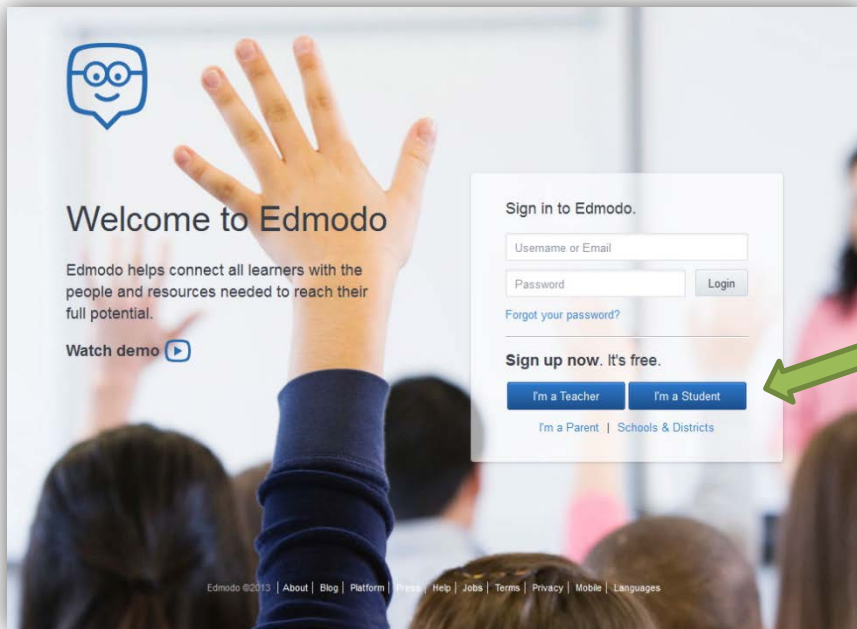 Welcome to Edmodo
Edmodo helps connect all learners with the
people and resources needed to reach their
full potential.
Watch demo
Sign in to Edmodo.
Username or Email
Password
Login
Forgot your password?
Sign up now. It's free.
I'm a Teacher
I'm a Student
I'm a Parent | Schools & Districts
Edmodo ©2013 | About | Blog | Platform | Press | Help | Jobs | Terms | Privacy | Mobile | Languages